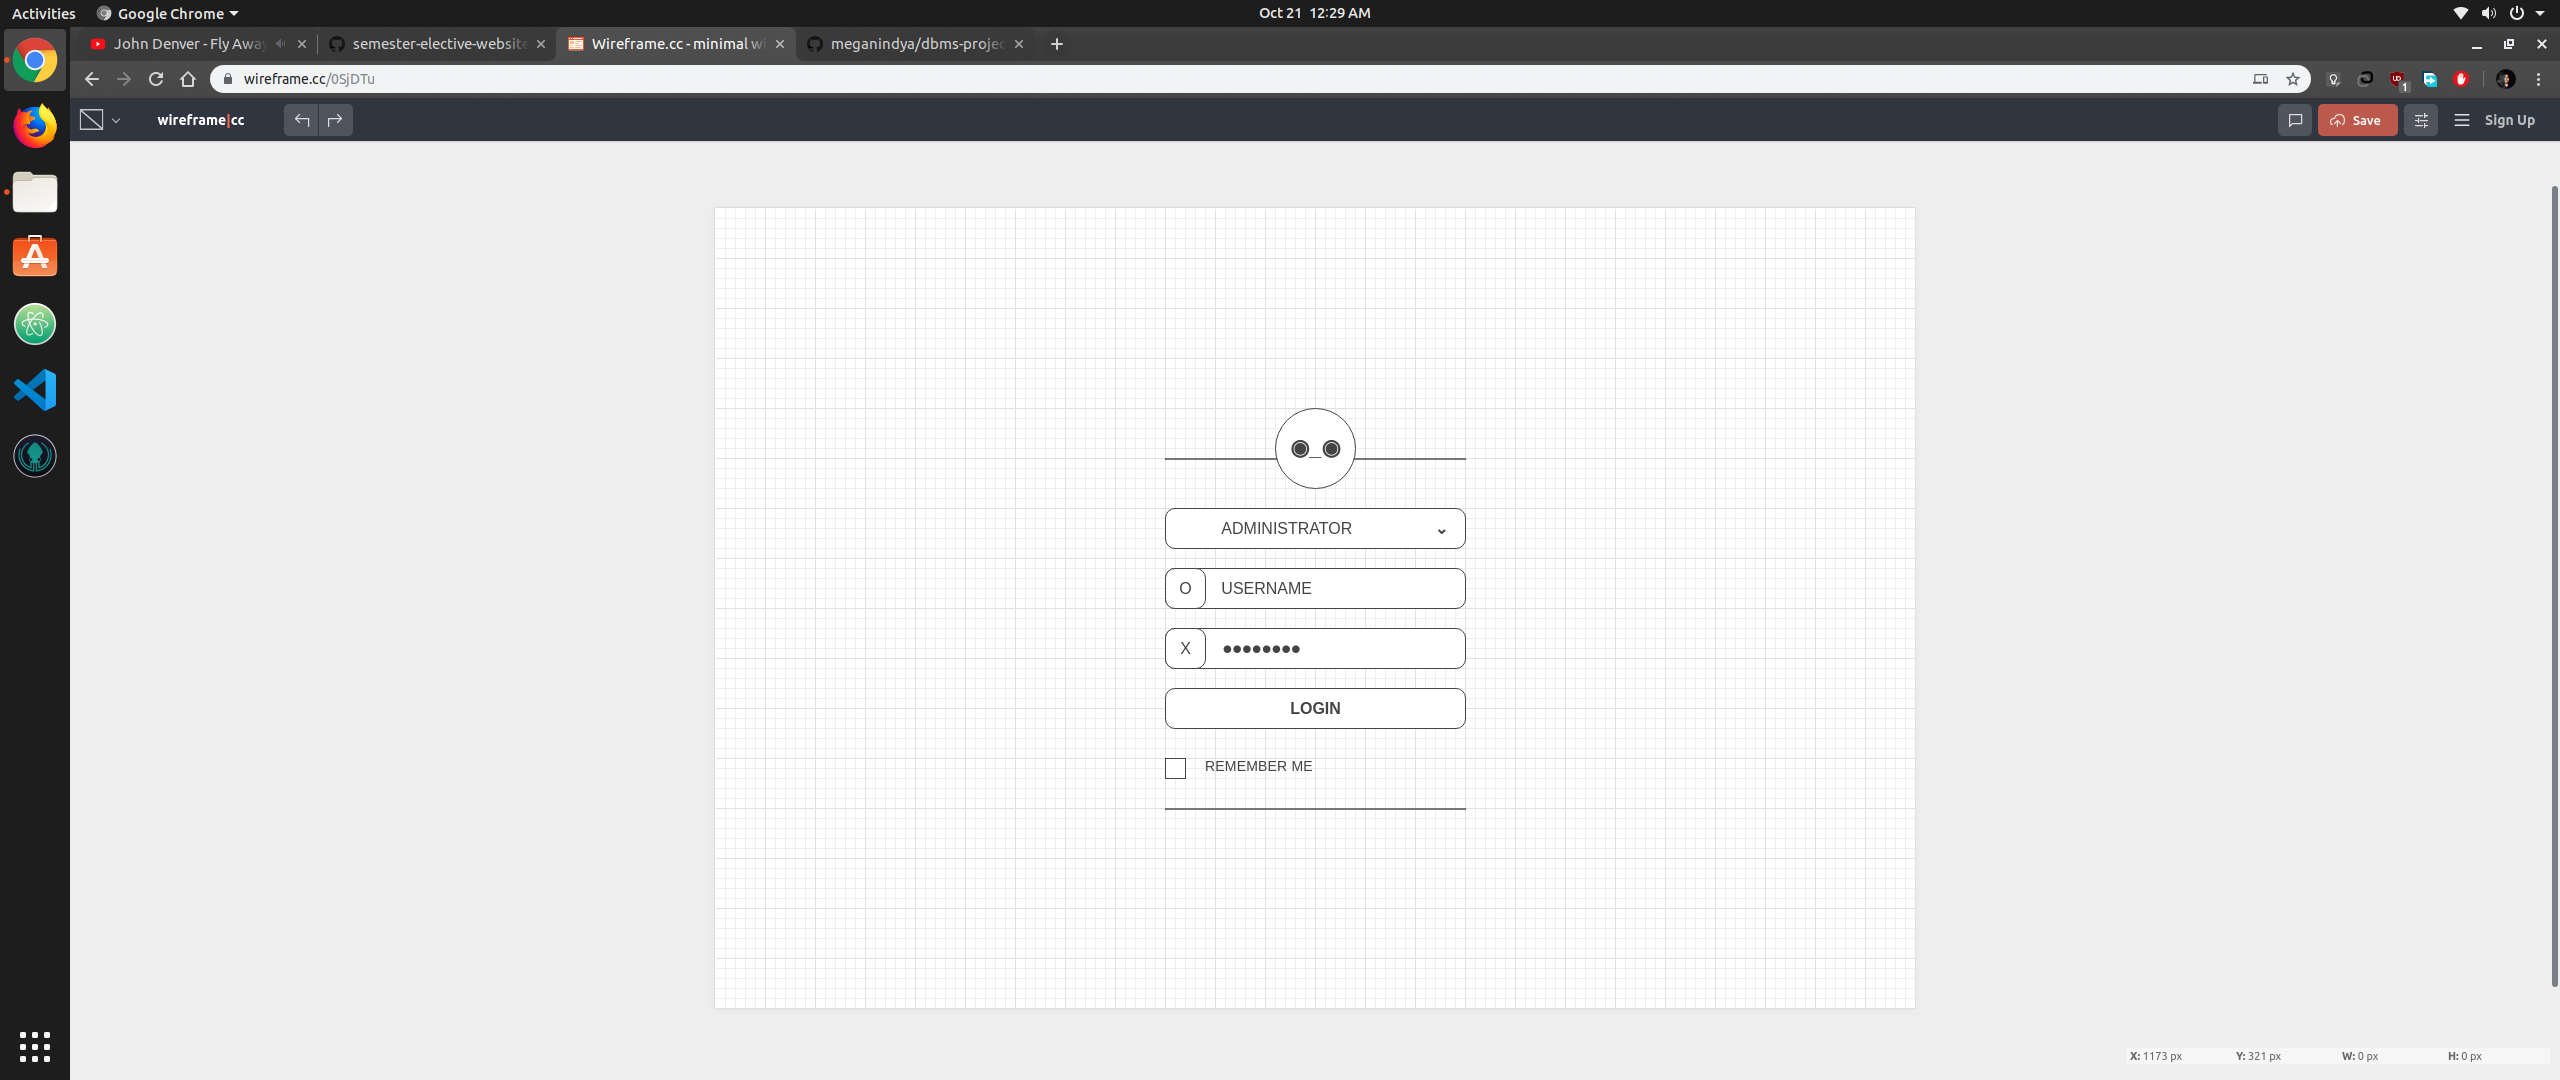 Activities Google Chrome Oct 21 12:29 AM
John Denver - Fly Away semester-elective-website Wireframe.cc - minimal wi meganindya/dbms-projec
wireframe.cc/0SjDTu 1
wireframe|cc Save Sign Up
ADMINISTRATOR
O USERNAME
X ●●●●●●●●
LOGIN
REMEMBER ME
X: 1173 px Y: 321 px W: 0 px H: 0 px